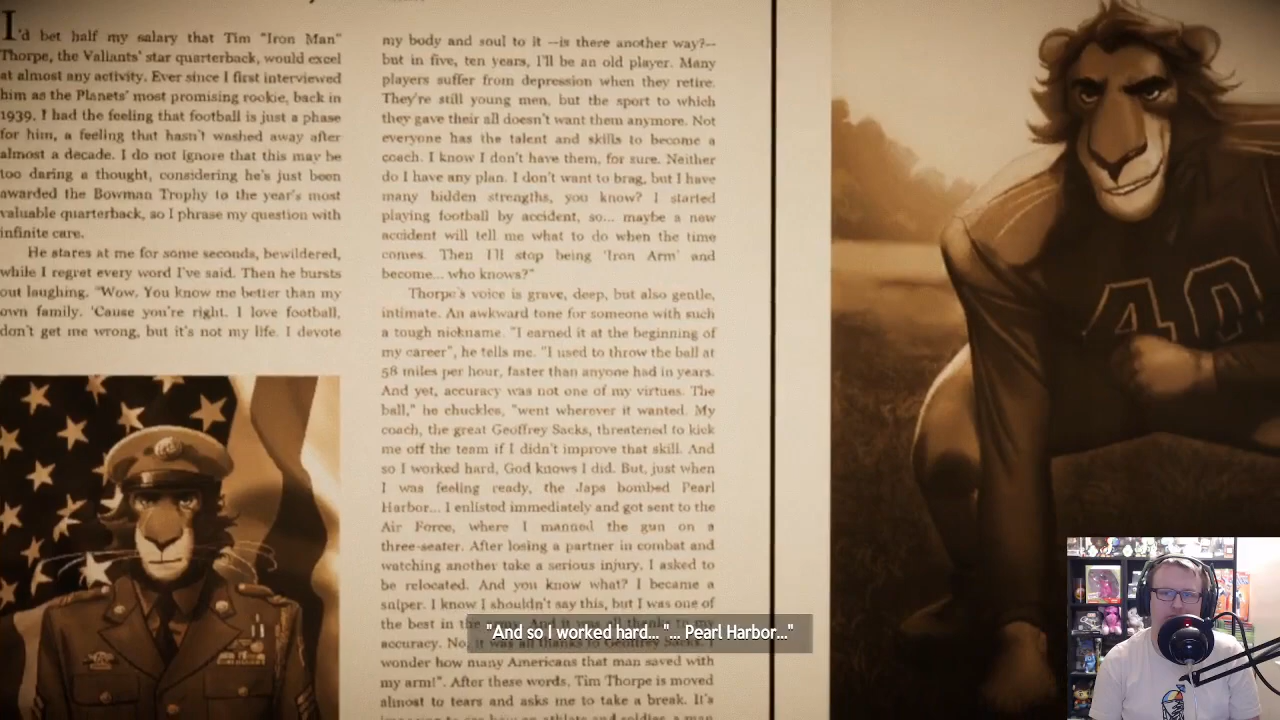 I'd bet half my salary that Tim "Iron Man"
Thorpe, the Valiants' star quarterback, would excel
at almost any activity. Ever since I first interviewed
him as the Planets' most promising rookie, back in
1939, I had the feeling that football is just a phase
for him, a feeling that hasn't washed away after
almost a decade. I do not ignore that this may be
too daring a thought, considering he's just been
awarded the Bowman Trophy to the year's most
valuable quarterback, so I phrase my question with
infinite care.
He stares at me for some seconds, bewildered,
while I regret every word I've said. Then he bursts
out laughing. "Wow. You know me better than my
own family. 'Cause you're right. I love football,
don't get me wrong, but it's not my life. I devote
my body and soul to it —is there another way?—
but in five, ten years, I'll be an old player. Many
players suffer from depression when they retire.
They're still young men, but the sport to which
they gave their all doesn't want them anymore. Not
everyone has the talent and skills to become a
coach. I know I don't have them, for sure. Neither
do I have any plan. I don't want to brag, but I have
many hidden strengths, you know? I started
playing football by accident, so... maybe a new
accident will tell me what to do when the time
comes. Then I'll stop being 'Iron Arm' and
become... who knows?"
Thorpe's voice is grave, deep, but also gentle,
intimate. An awkward tone for someone with such
a tough nickname. "I earned it at the beginning of
my career", he tells me. "I used to throw the ball at
58 miles per hour, faster than anyone had in years.
And yet, accuracy was not one of my virtues. The
ball," he chuckles, "went wherever it wanted. My
coach, the great Geoffrey Sacks, threatened to kick
me off the team if I didn't improve that skill. And
so I worked hard, God knows I did. But, just when
I was feeling ready, the Japs bombed Pearl
Harbor... I enlisted immediately and got sent to the
Air Force, where I manned the gun on a
three-seater. After losing a partner in combat and
watching another take a serious injury, I asked to
be relocated. And you know what? I became a
sniper. I know I shouldn't say this, but I was one of
the best in the army. And it was all thanks to my
accuracy. No, it was all thanks to Geoffrey Sacks. I
wonder how many Americans that man saved with
my arm!". After these words, Tim Thorpe is moved
almost to tears and asks me to take a break. It's
40
"And so I worked hard... "... Pearl Harbor..."